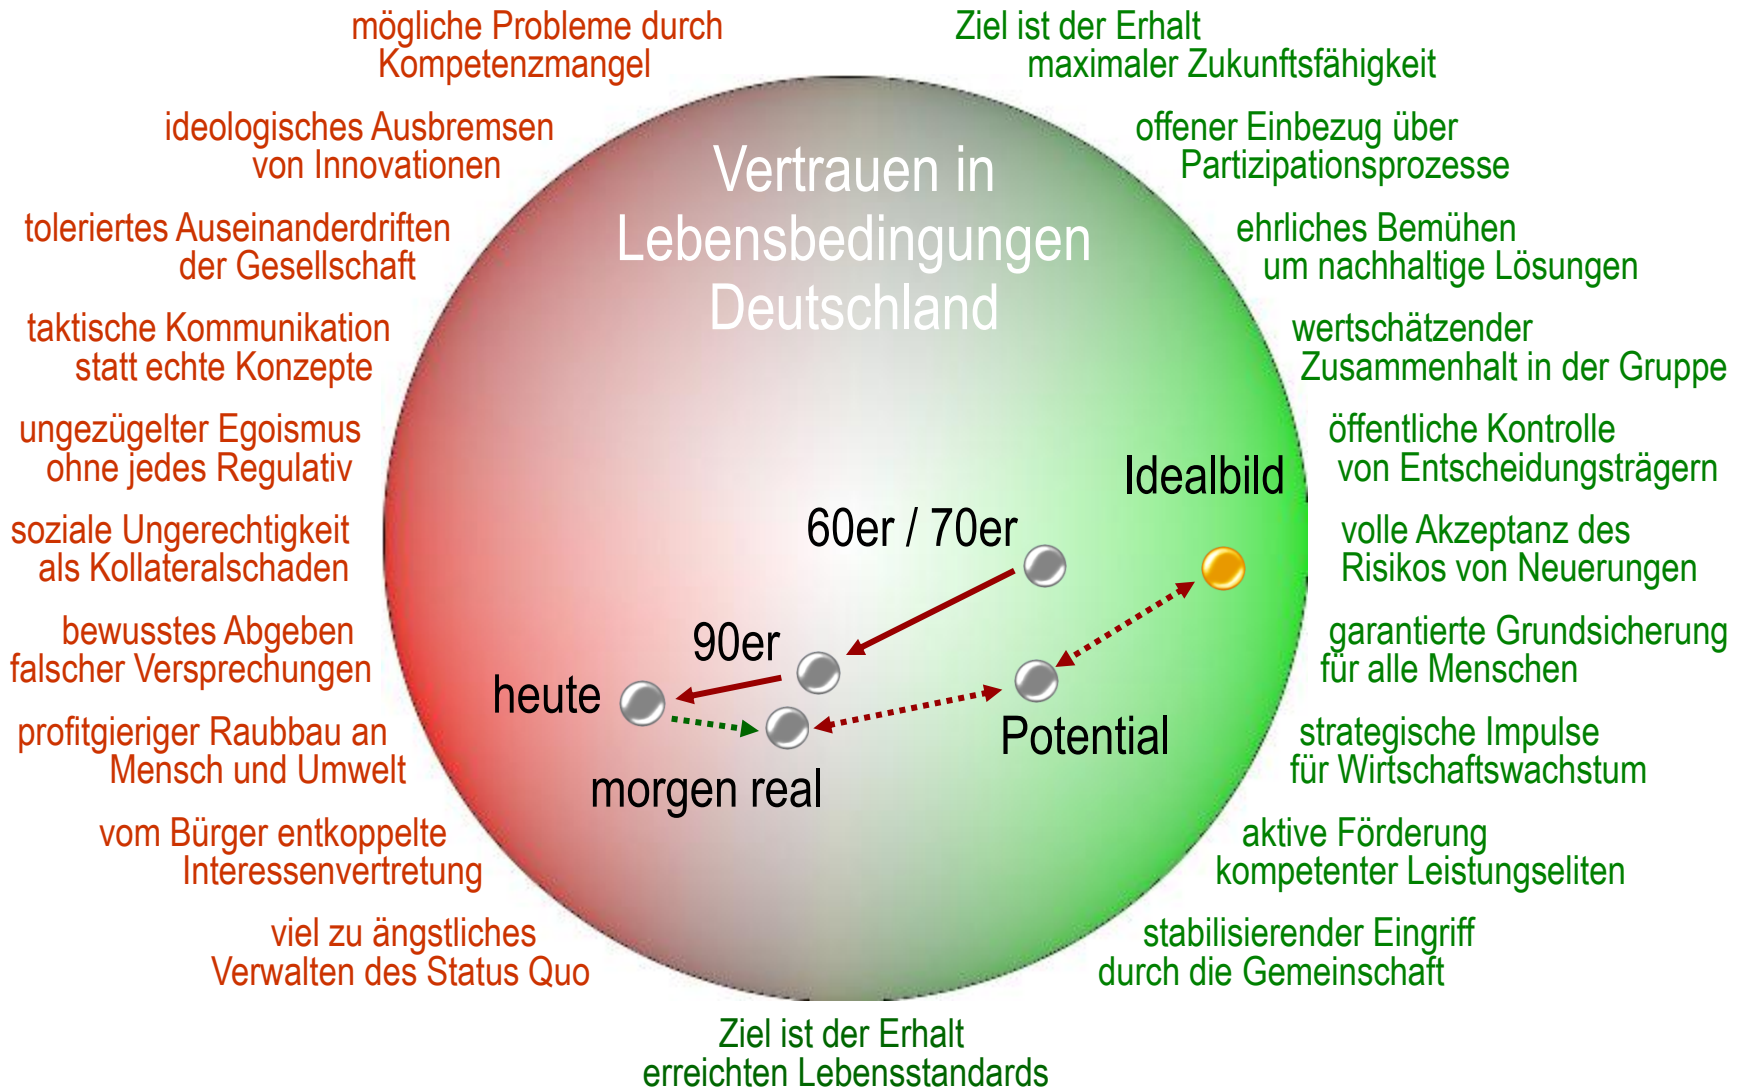 mögliche Probleme durch
Kompetenzmangel
ideologisches Ausbremsen
von Innovationen
toleriertes Auseinanderdriften
der Gesellschaft
taktische Kommunikation
statt echte Konzepte
ungezügelter Egoismus
ohne jedes Regulativ
soziale Ungerechtigkeit
als Kollateralschaden
bewusstes Abgeben
falscher Versprechungen
profitgieriger Raubbau an
Mensch und Umwelt
vom Bürger entkoppelte
Interessenvertretung
viel zu ängstliches
Verwalten des Status Quo
Vertrauen in
Lebensbedingungen
Deutschland
Idealbild
60er / 70er
90er
heute
Potential
morgen real
Ziel ist der Erhalt
maximaler Zukunftsfähigkeit
offener Einbezug über
Partizipationsprozesse
ehrliches Bemühen
um nachhaltige Lösungen
wertschätzender
Zusammenhalt in der Gruppe
öffentliche Kontrolle
von Entscheidungsträgern
volle Akzeptanz des
Risikos von Neuerungen
garantierte Grundsicherung
für alle Menschen
strategische Impulse
für Wirtschaftswachstum
aktive Förderung
kompetenter Leistungseliten
stabilisierender Eingriff
durch die Gemeinschaft
Ziel ist der Erhalt
erreichten Lebensstandards